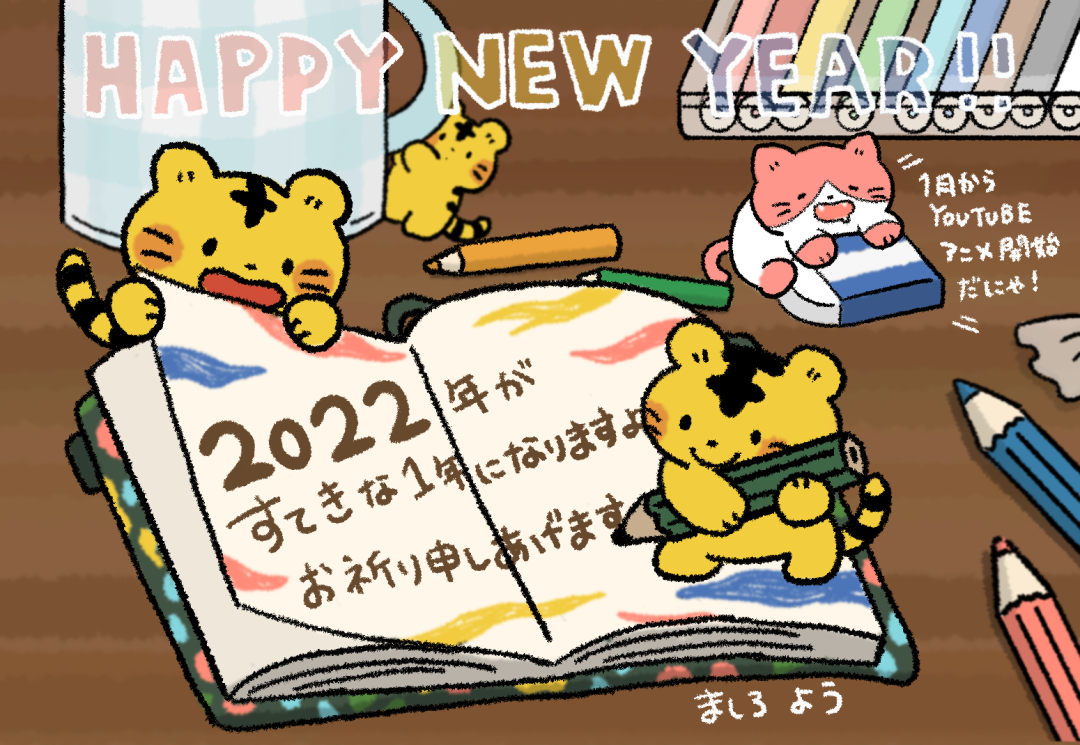 HAPPY NEW YEAR!!
1月から
YOUTUBE
アニメ開始
だにゃ!
2022年が
すてきな1年になりますよ
お祈り申しあげます
ましろ よう